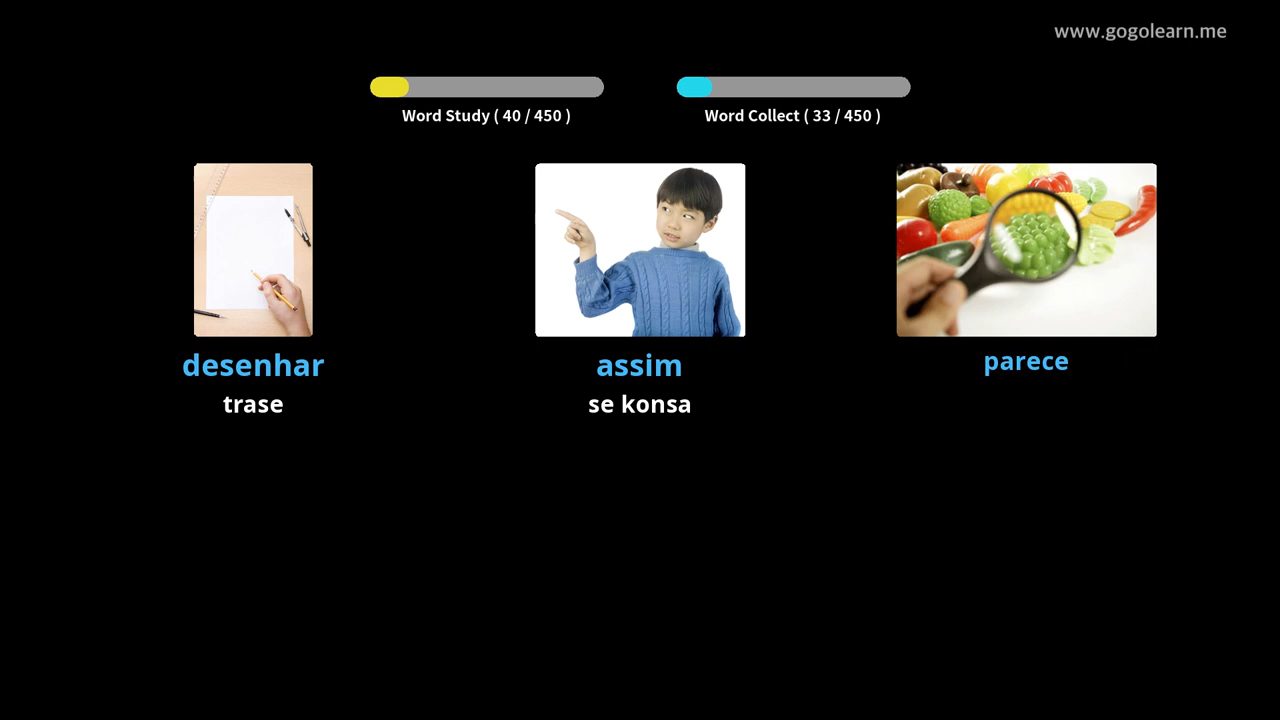 www.gogolearn.me
Word Study ( 40 / 450 )
Word Collect ( 33 / 450 )
desenhar
trase
assim
se konsa
parece